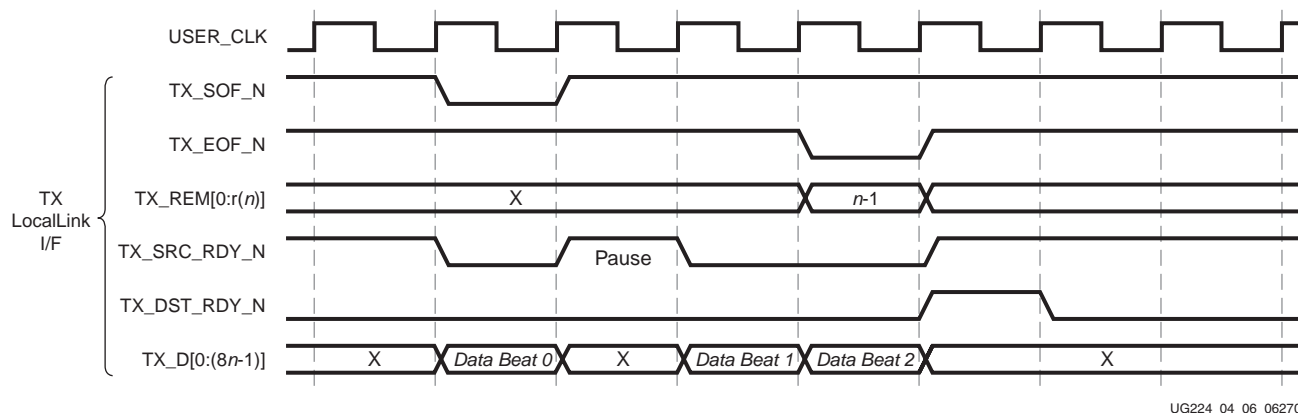 USER_CLK
TX_SOF_N
TX_EOF_N
TX
LocalLink
I/F
TX_REM[0:r(n)]
X
n-1
TX_SRC_RDY_N
Pause
TX_DST_RDY_N
TX_D[0:(8n-1)]
X
Data Beat 0
X
Data Beat 1
Data Beat 2
X
UG224_04_06_06270